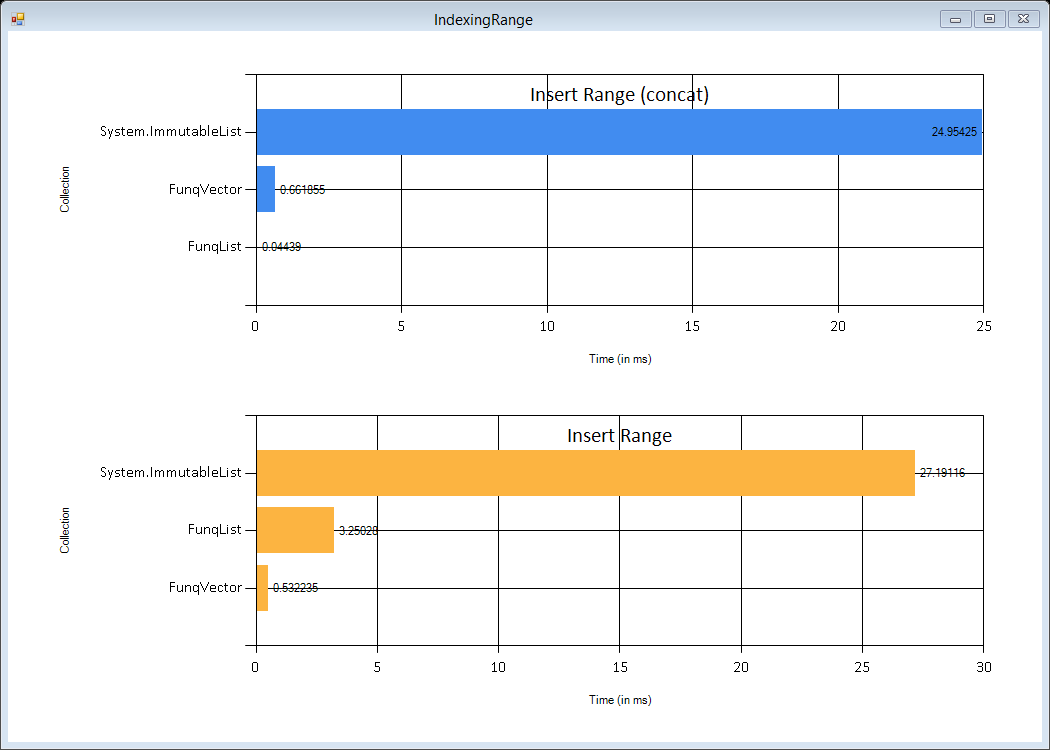 IndexingRange
Insert Range (concat)
System.ImmutableList
24.95425
FunqVector
0.661855
FunqList
0.04439
Collection
0 5 10 15 20 25
Time (in ms)
Insert Range
System.ImmutableList
27.19116
FunqList
3.25028
FunqVector
0.532235
Collection
0 5 10 15 20 25 30
Time (in ms)